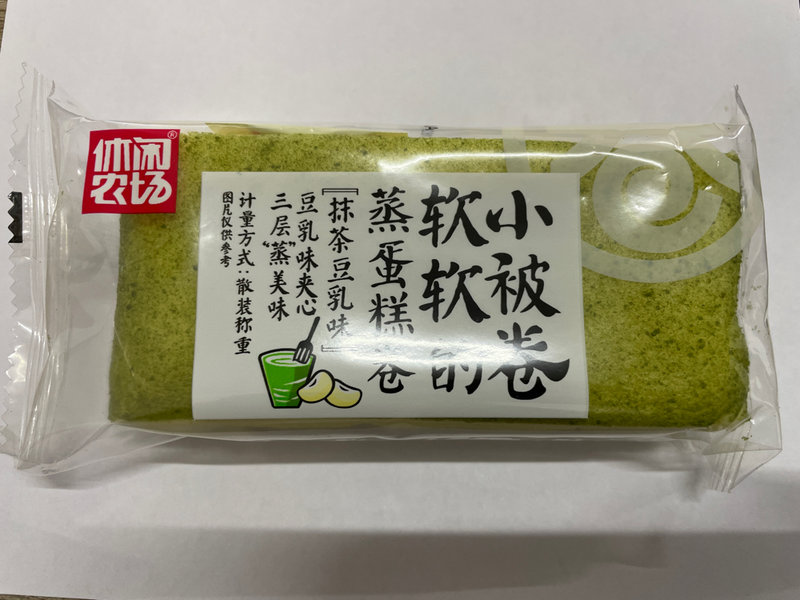 休闲
农场
®
小被卷
软软的
蒸蛋糕卷
『抹茶豆乳味』
豆乳味夹心
三层“蒸”美味
计量方式:散装称重
图片仅供参考